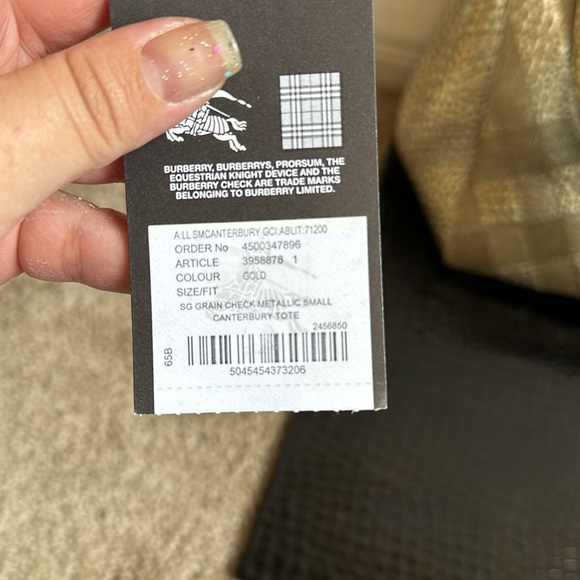 BURBERRY, BURBERRYS, PRORSUM, THE
EQUESTRIAN KNIGHT DEVICE AND THE
BURBERRY CHECK ARE TRADE MARKS
BELONGING TO BURBERRY LIMITED.
A:LL SMCANTERBURY GCI:ABLIT:71200
ORDER No 4500347896
ARTICLE 3958878 1
COLOUR GOLD
SIZE/FIT
SG GRAIN CHECK METALLIC SMALL
CANTERBURY TOTE
2456850
65B
5045454373206